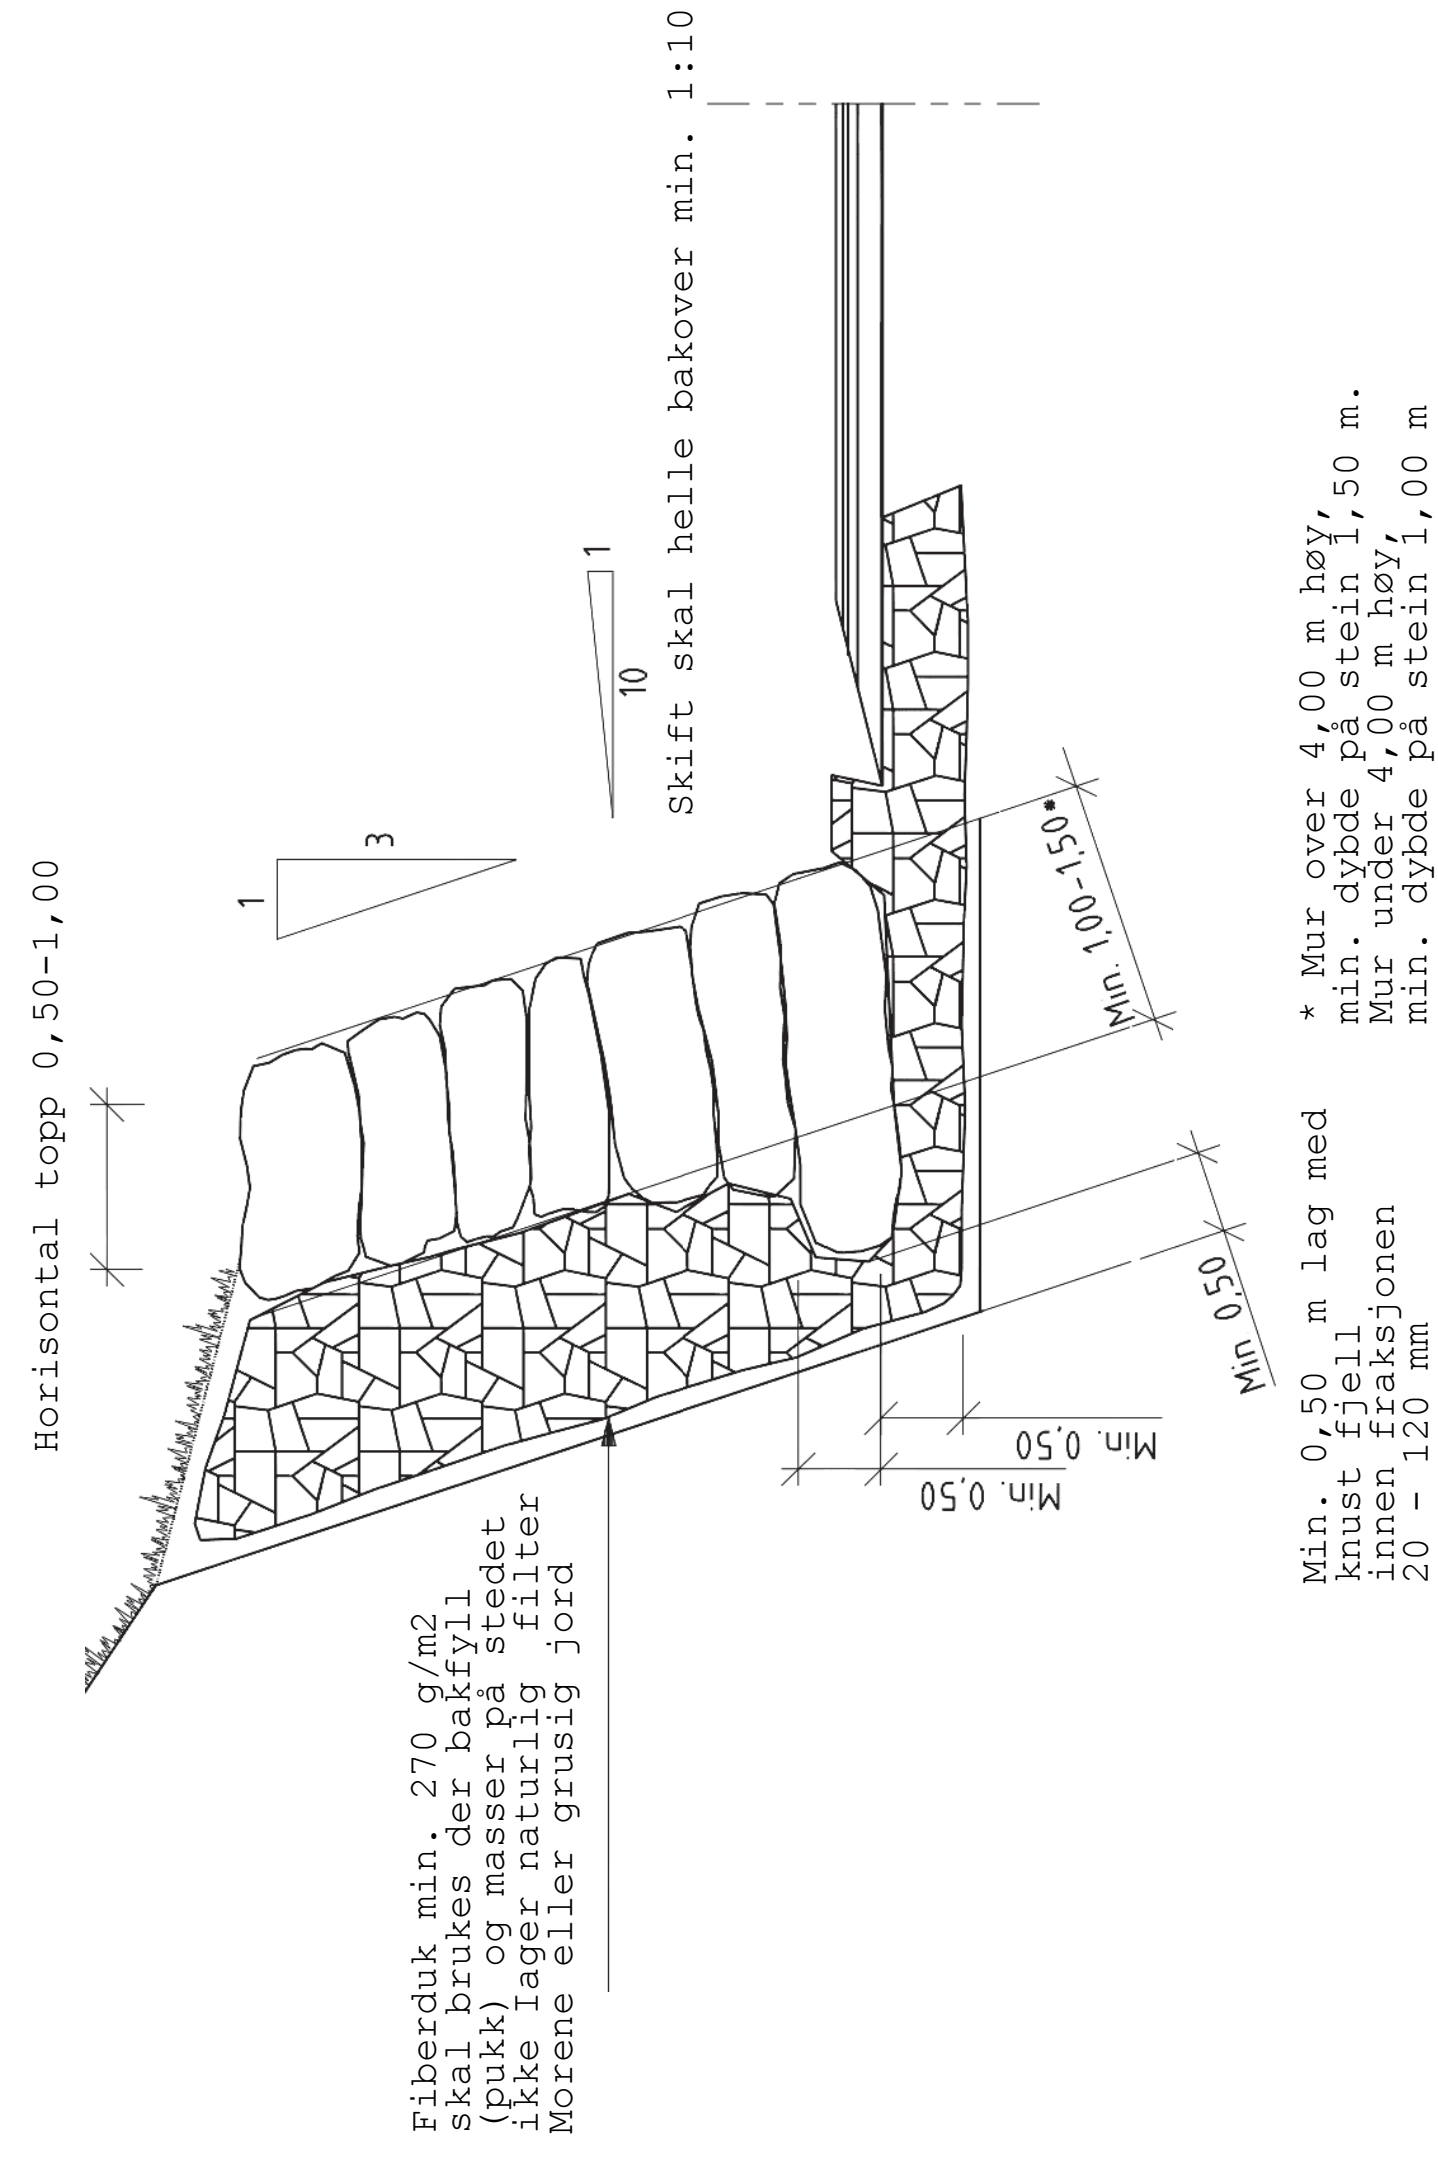 Horisontal topp 0,50-1,00
1
3
1
10
Skift skal helle bakover min. 1:10
Fiberduk min. 270 g/m2
skal brukes der bakfyll
(pukk) og masser på stedet
ikke lager naturlig filter
Morene eller grusig jord
Min. 0,50
Min. 0,50
Min 0,50
Min. 1,00-1,50*
Min. 0,50 m lag med
knust fjell
innen fraksjonen
20 - 120 mm
* Mur over 4,00 m høy,
min. dybde på stein 1,50 m.
Mur under 4,00 m høy,
min. dybde på stein 1,00 m